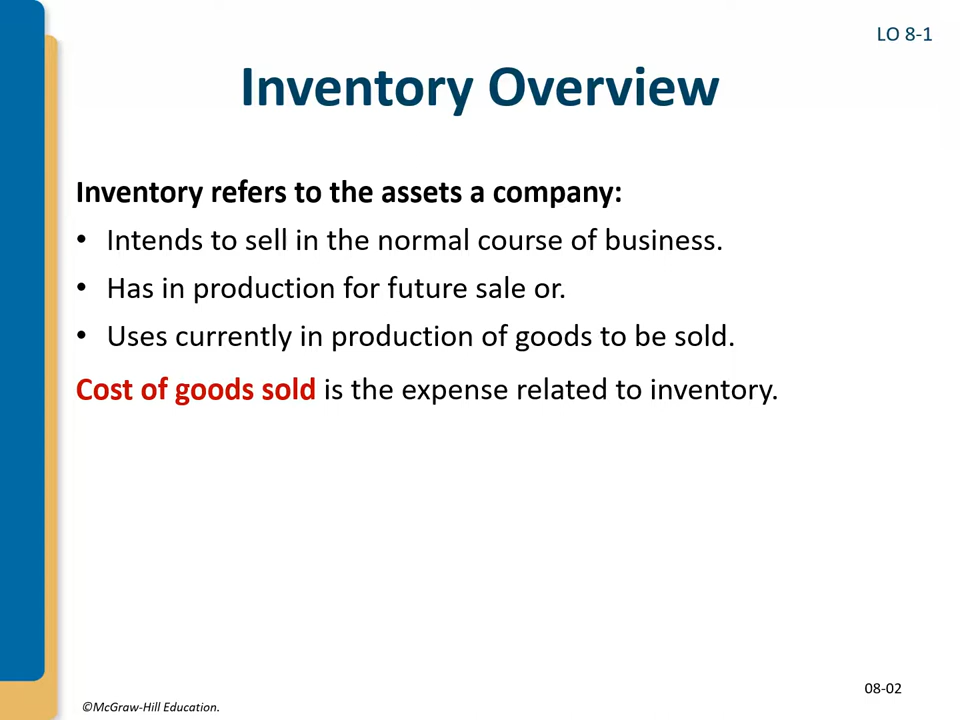 LO 8-1
Inventory Overview
Inventory refers to the assets a company:
• Intends to sell in the normal course of business.
• Has in production for future sale or.
• Uses currently in production of goods to be sold.
Cost of goods sold is the expense related to inventory.
08-02
©McGraw-Hill Education.